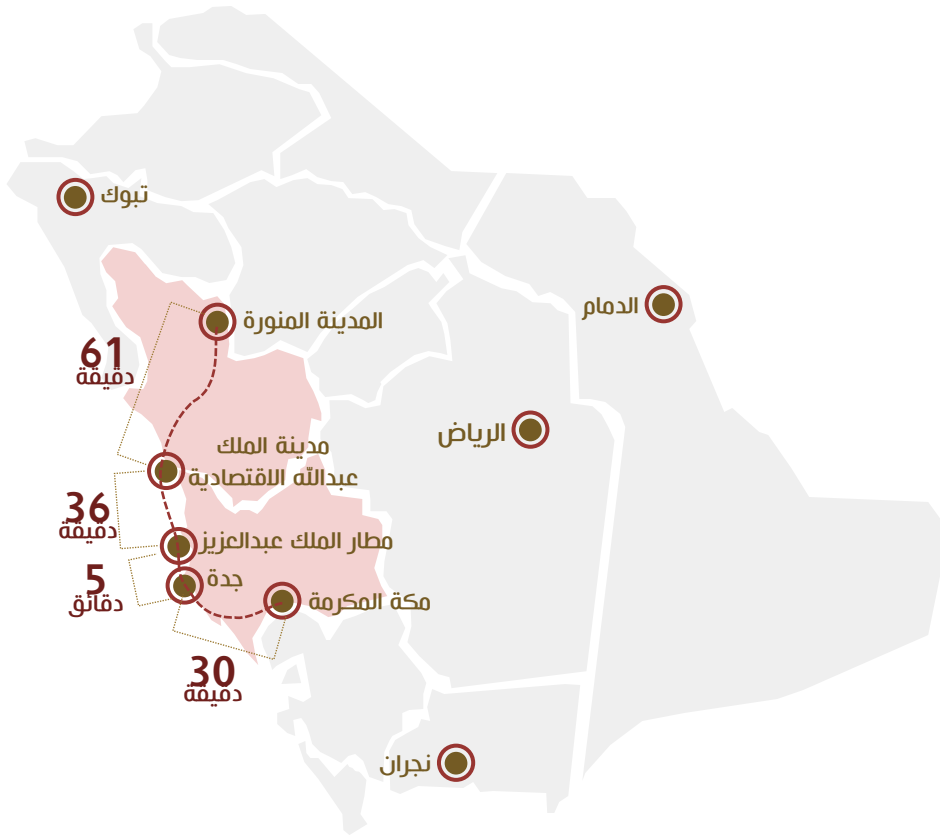 تبوك
الدمام
المدينة المنورة
61
دقيقة
الرياض
مدينة الملك
عبدالله الاقتصادية
36
دقيقة
مطار الملك عبدالعزيز
جدة
5
دقائق
مكة المكرمة
30
دقيقة
نجران